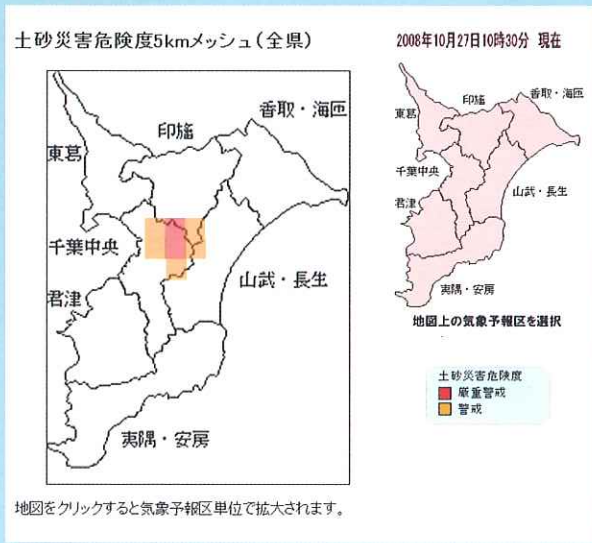 土砂災害危険度5kmメッシュ(全県)
2008年10月27日10時30分 現在
香取・海匝
印旛
東葛
千葉中央
君津
山武・長生
夷隅・安房
香取・海匝
印旛
東葛
千葉中央
君津
山武・長生
夷隅・安房
地図上の気象予報区を選択
土砂災害危険度
厳重警戒
警戒
地図をクリックすると気象予報区単位で拡大されます。